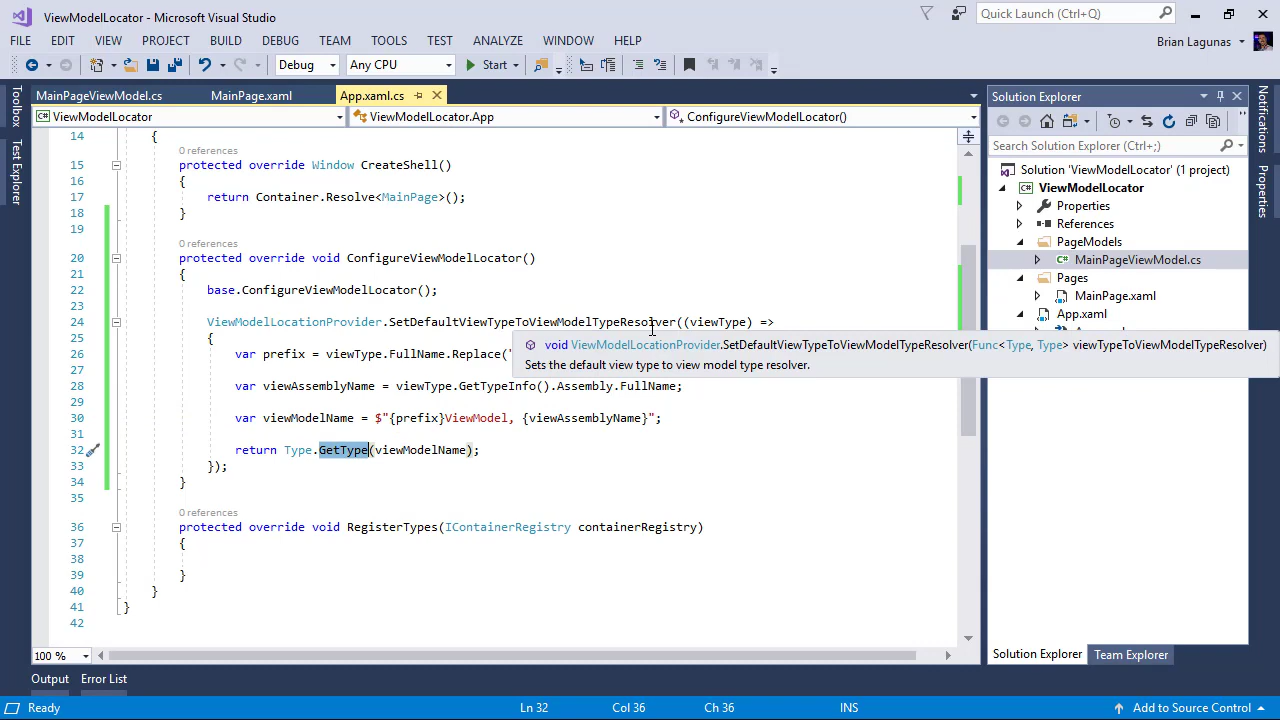 ViewModelLocator - Microsoft Visual Studio
Quick Launch (Ctrl+Q)
FILE EDIT VIEW PROJECT BUILD DEBUG TEAM TOOLS TEST ANALYZE WINDOW HELP
Brian Lagunas
Debug Any CPU Start
Toolbox
Test Explorer
MainPageViewModel.cs MainPage.xaml App.xaml.cs
ViewModelLocator ViewModelLocator.App ConfigureViewModelLocator()
14 {
0 references
15 protected override Window CreateShell()
16 {
17 return Container.Resolve<MainPage>();
18 }
19
0 references
20 protected override void ConfigureViewModelLocator()
21 {
22 base.ConfigureViewModelLocator();
23
24 ViewModelLocationProvider.SetDefaultViewTypeToViewModelTypeResolver((viewType) =>
25 {
void ViewModelLocationProvider.SetDefaultViewTypeToViewModelTypeResolver(Func<Type, Type> viewTypeToViewModelTypeResolver)
Sets the default view type to view model type resolver.
26 var prefix = viewType.FullName.Replace(
27
28 var viewAssemblyName = viewType.GetTypeInfo().Assembly.FullName;
29
30 var viewModelName = $"{prefix}ViewModel, {viewAssemblyName}";
31
32 return Type.GetType(viewModelName);
33 });
34 }
35
0 references
36 protected override void RegisterTypes(IContainerRegistry containerRegistry)
37 {
38
39 }
40 }
41 }
42
100 %
Solution Explorer
Search Solution Explorer (Ctrl+;)
Solution 'ViewModelLocator' (1 project)
ViewModelLocator
Properties
References
PageModels
MainPageViewModel.cs
Pages
MainPage.xaml
App.xaml
Solution Explorer Team Explorer
Notifications
Properties
Output Error List
Ready Ln 32 Col 36 Ch 36 INS Add to Source Control